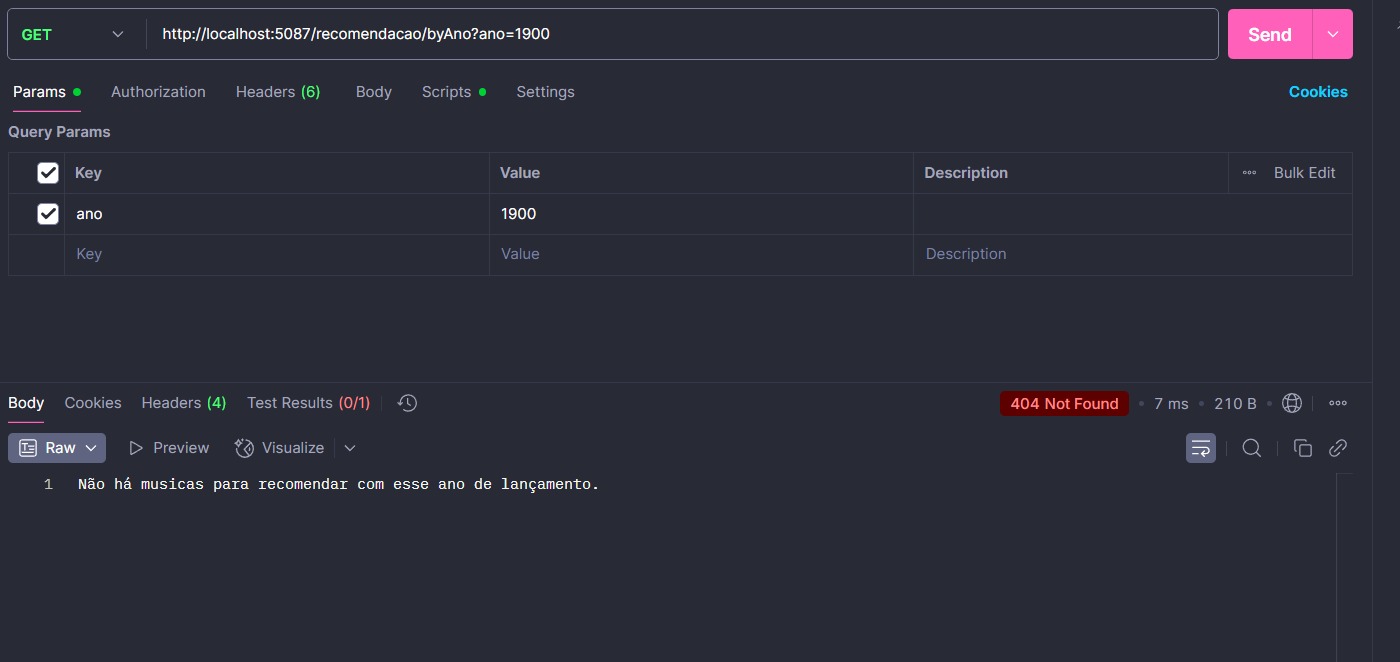 GET http://localhost:5087/recomendacao/byAno?ano=1900 Send
Params Authorization Headers (6) Body Scripts Settings Cookies
Query Params
Key Value Description Bulk Edit
ano 1900
Key Value Description
Body Cookies Headers (4) Test Results (0/1) 404 Not Found 7 ms 210 B
Raw Preview Visualize
1 Não há musicas para recomendar com esse ano de lançamento.